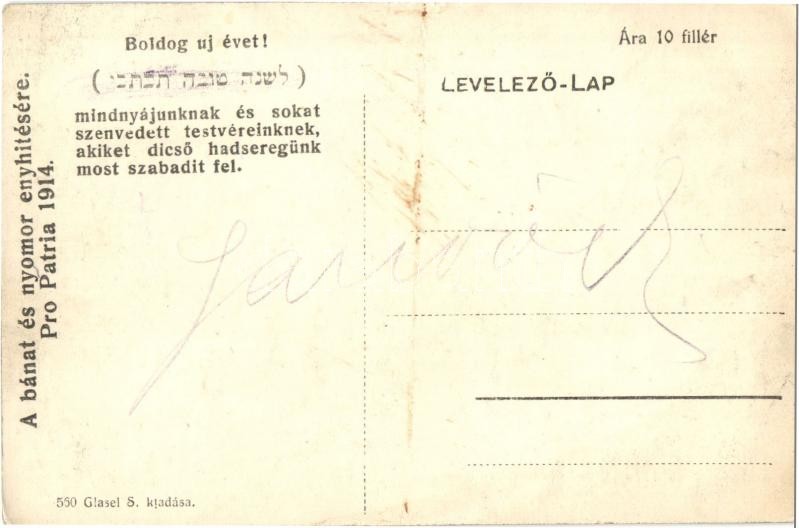 Boldog uj évet!
(לשנה טובה תכתבי)
mindnyájunknak és sokat
szenvedett testvéreinknek,
akiket dicső hadseregünk
most szabadit fel.
A bánat és nyomor enyhitésére.
Pro Patria 1914.
560 Glasel S. kiadása.
Ára 10 fillér
LEVELEZŐ-LAP